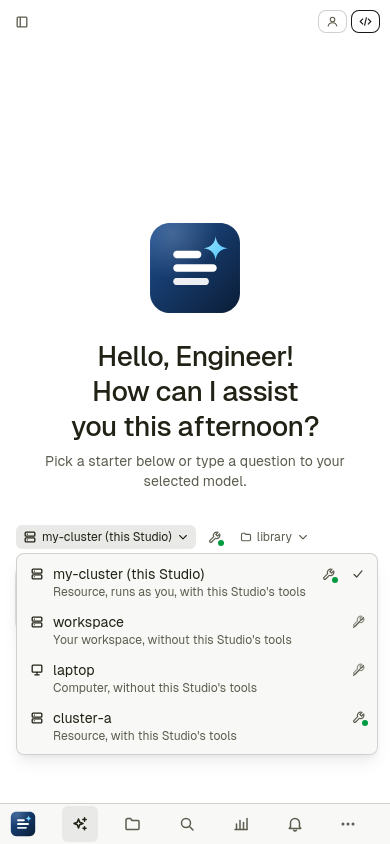 Hello, Engineer!
How can I assist
you this afternoon?
Pick a starter below or type a question to your
selected model.
my-cluster (this Studio)
library
my-cluster (this Studio)
Resource, runs as you, with this Studio's tools
workspace
Your workspace, without this Studio's tools
laptop
Computer, without this Studio's tools
cluster-a
Resource, with this Studio's tools